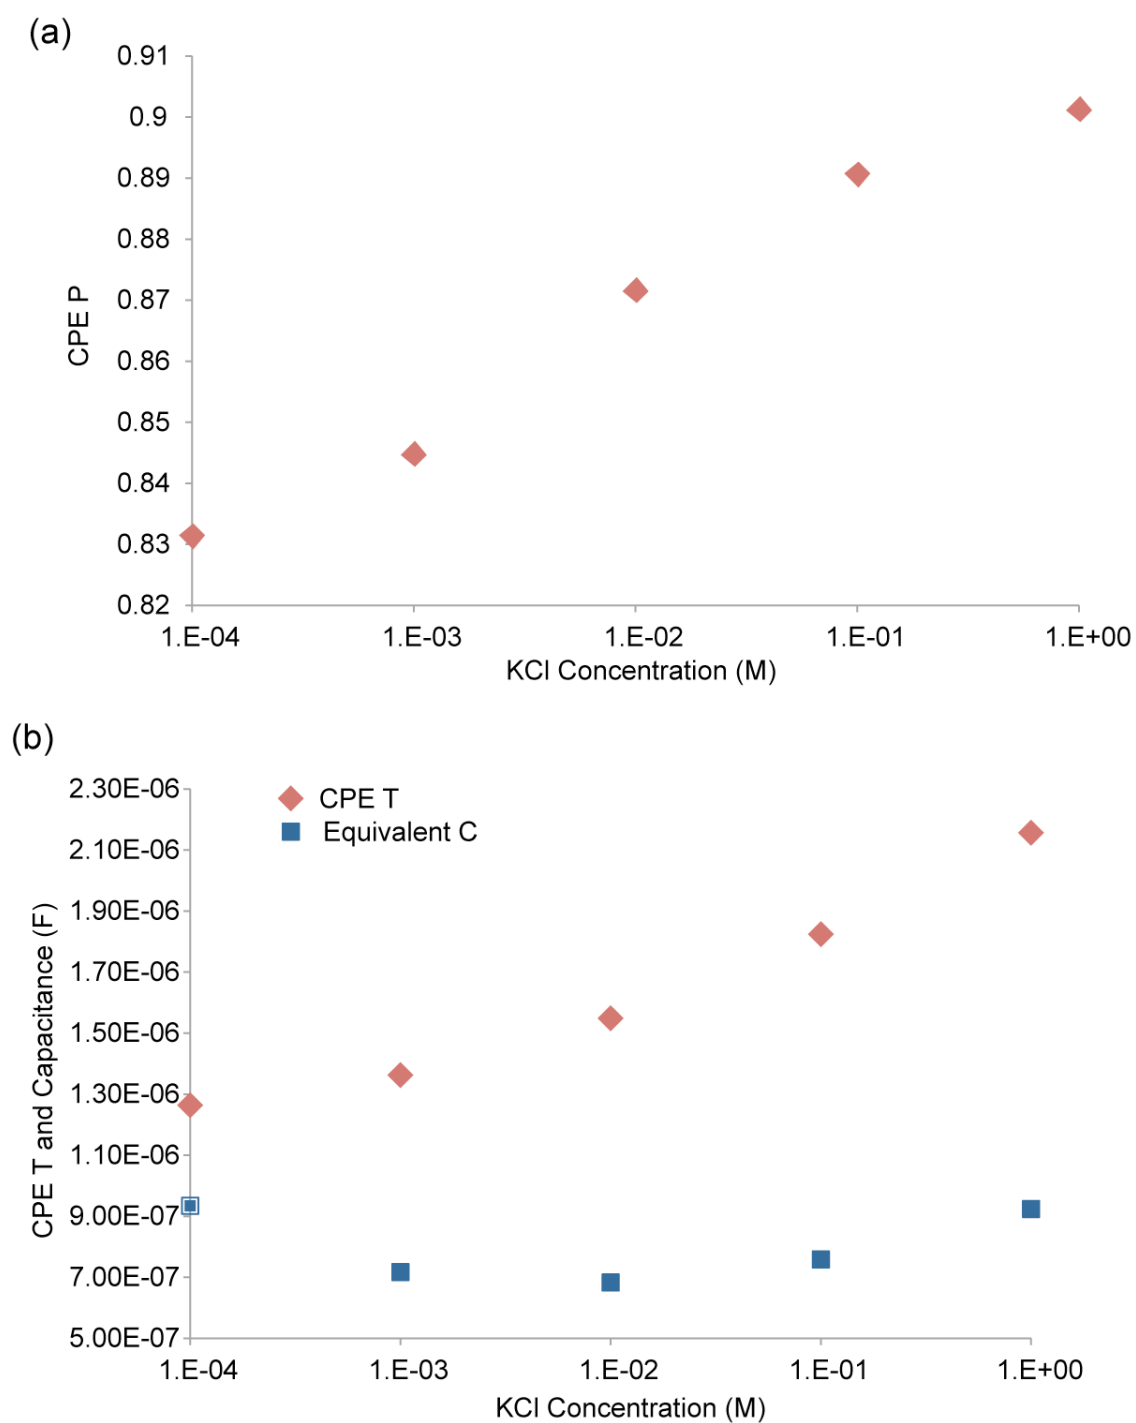 (a)
0.91
0.9
0.89
0.88
0.87
0.86
0.85
0.84
0.83
0.82
CPE P
1.E-04 1.E-03 1.E-02 1.E-01 1.E+00
KCl Concentration (M)
(b)
2.30E-06
2.10E-06
1.90E-06
1.70E-06
1.50E-06
1.30E-06
1.10E-06
9.00E-07
7.00E-07
5.00E-07
CPE T and Capacitance (F)
CPE T
Equivalent C
1.E-04 1.E-03 1.E-02 1.E-01 1.E+00
KCl Concentration (M)